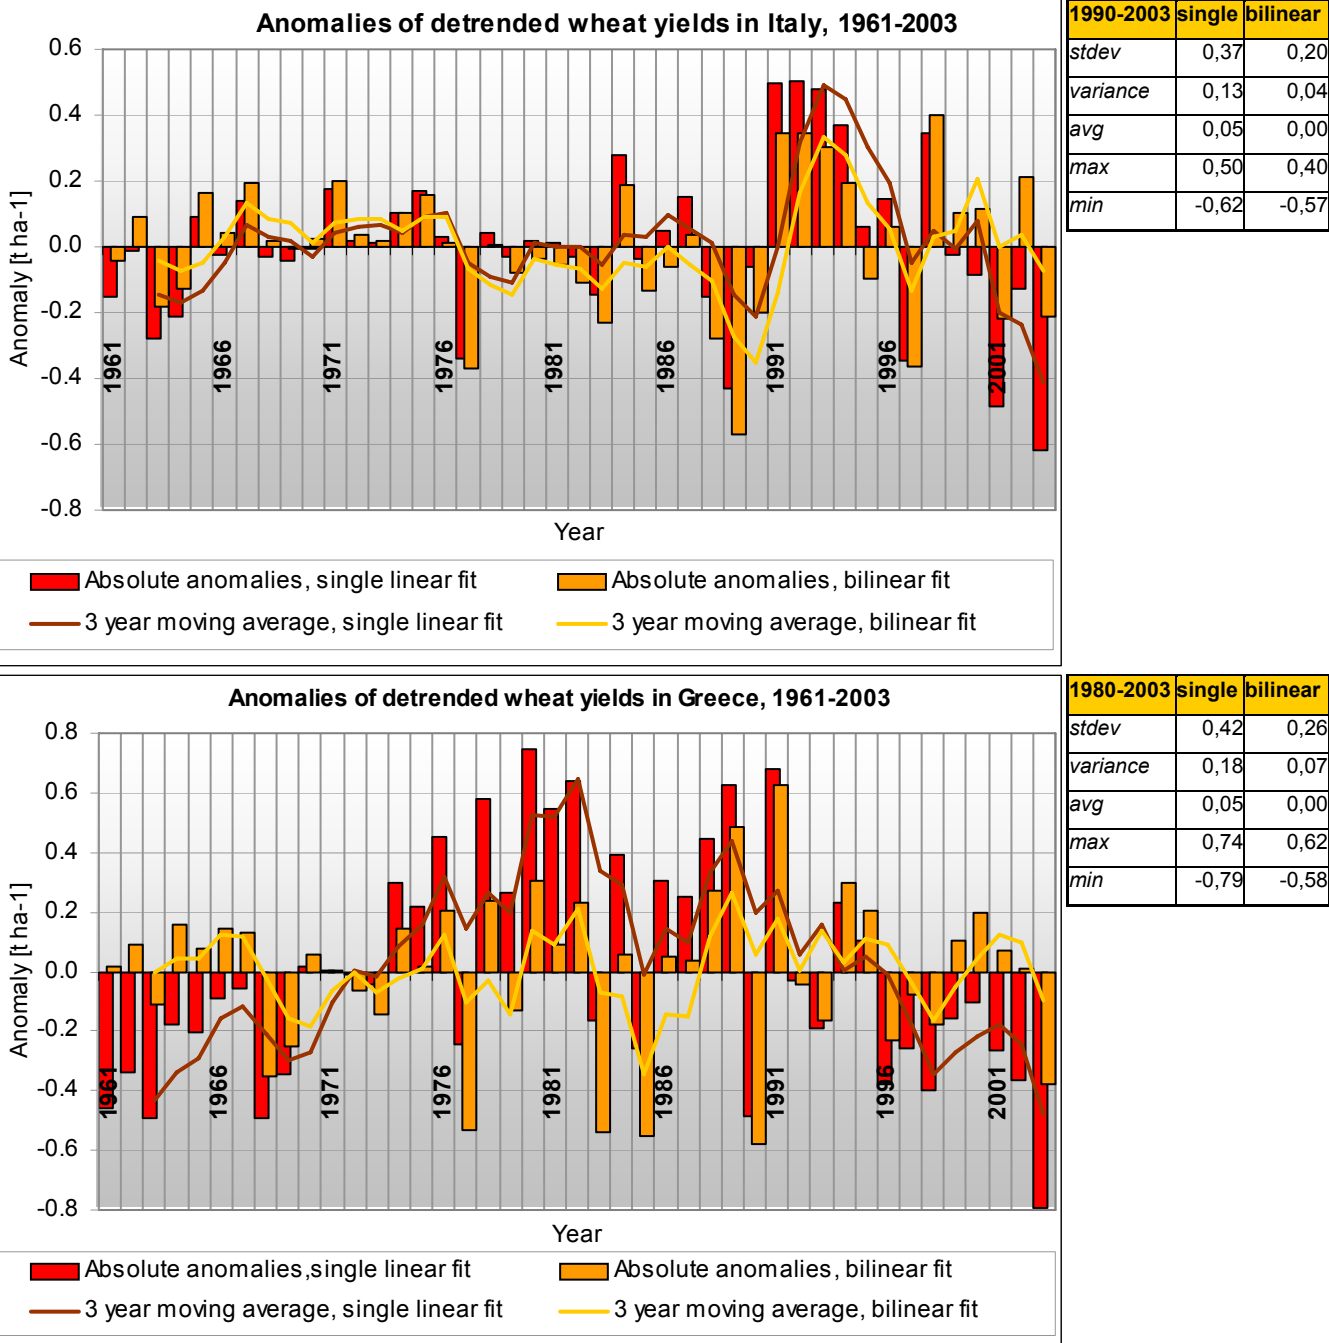 Anomalies of detrended wheat yields in Italy, 1961-2003
0.6
0.4
0.2
0.0
-0.2
-0.4
-0.6
-0.8
Anomaly [t ha-1]
1961
1966
1971
1976
1981
1986
1991
1996
2001
Year
Absolute anomalies, single linear fit
Absolute anomalies, bilinear fit
3 year moving average, single linear fit
3 year moving average, bilinear fit
1990-2003 single bilinear
stdev 0,37 0,20
variance 0,13 0,04
avg 0,05 0,00
max 0,50 0,40
min -0,62 -0,57
Anomalies of detrended wheat yields in Greece, 1961-2003
0.8
0.6
0.4
0.2
0.0
-0.2
-0.4
-0.6
-0.8
Anomaly [t ha-1]
1961
1966
1971
1976
1981
1986
1991
1996
2001
Year
Absolute anomalies,single linear fit
Absolute anomalies, bilinear fit
3 year moving average, single linear fit
3 year moving average, bilinear fit
1980-2003 single bilinear
stdev 0,42 0,26
variance 0,18 0,07
avg 0,05 0,00
max 0,74 0,62
min -0,79 -0,58